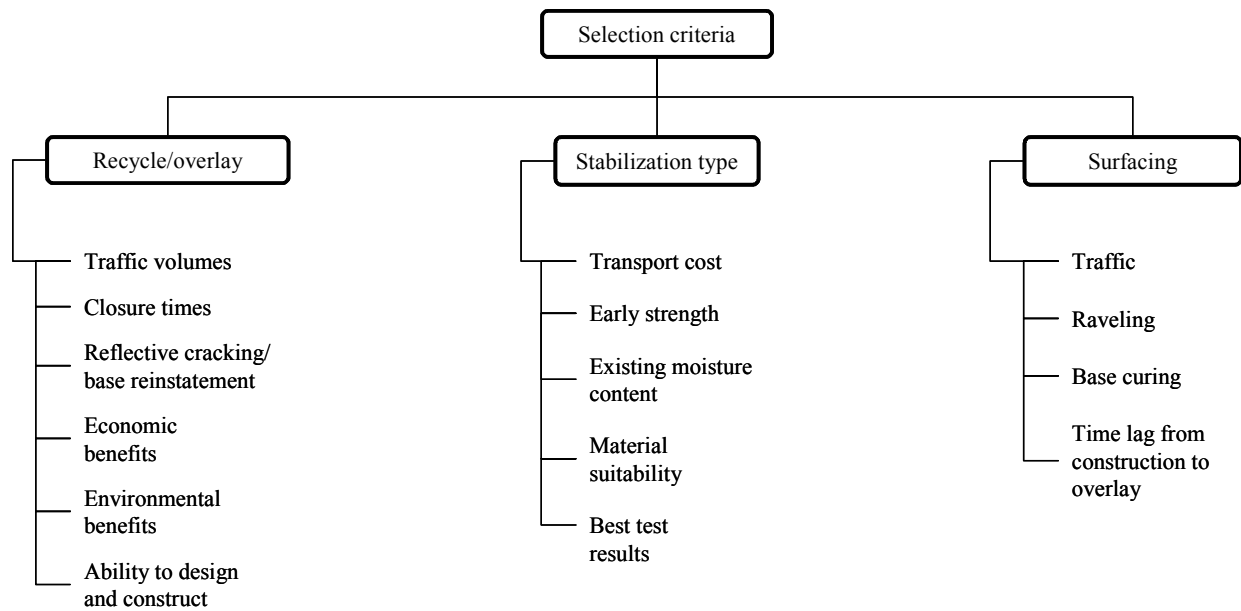 Selection criteria
Recycle/overlay
Traffic volumes
Closure times
Reflective cracking/
base reinstatement
Economic
benefits
Environmental
benefits
Ability to design
and construct
Stabilization type
Transport cost
Early strength
Existing moisture
content
Material
suitability
Best test
results
Surfacing
Traffic
Raveling
Base curing
Time lag from
construction to
overlay